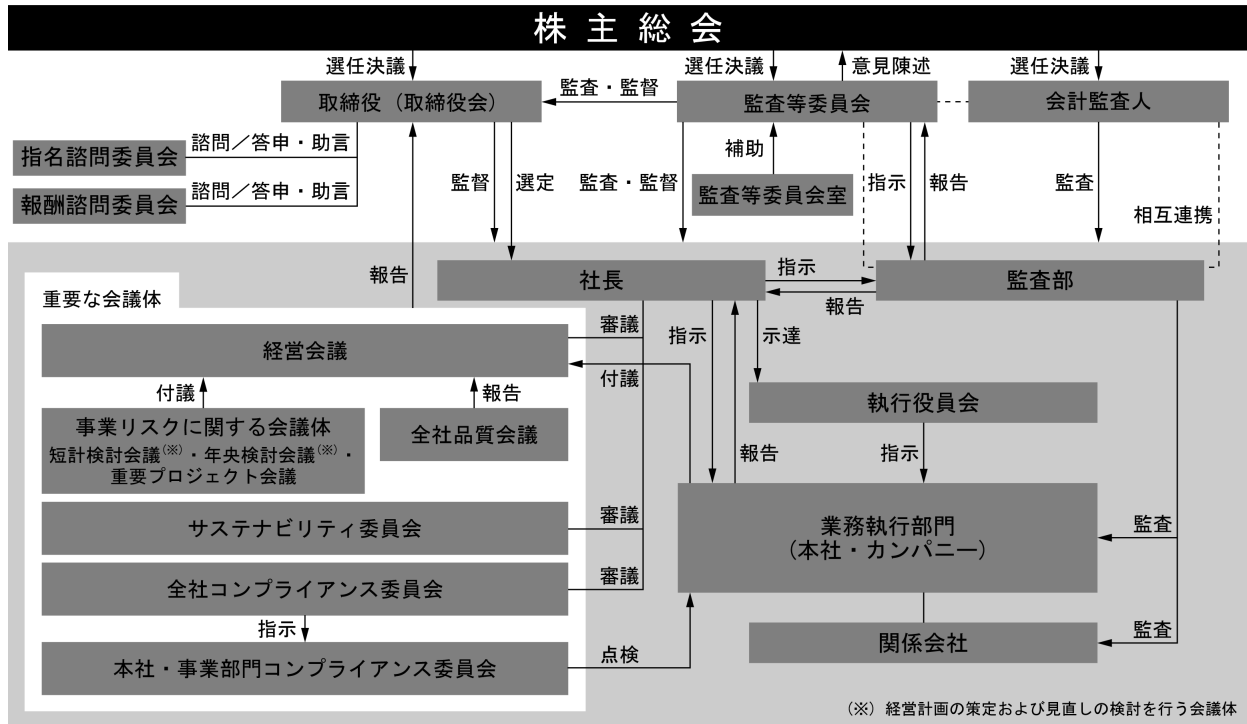 株主総会
選任決議
選任決議
意見陳述
選任決議
取締役（取締役会）
監査・監督
監査等委員会
会計監査人
指名諮問委員会
諮問／答申・助言
報酬諮問委員会
諮問／答申・助言
監督
選定
監査・監督
補助
監査等委員会室
指示
報告
監査
相互連携
報告
社長
指示
報告
監査部
重要な会議体
経営会議
審議
付議
指示
示達
付議
報告
執行役員会
事業リスクに関する会議体
短計検討会議(※)・年央検討会議(※)・
重要プロジェクト会議
全社品質会議
報告
指示
サステナビリティ委員会
審議
業務執行部門
（本社・カンパニー）
監査
全社コンプライアンス委員会
審議
指示
本社・事業部門コンプライアンス委員会
点検
関係会社
監査
（※）経営計画の策定および見直しの検討を行う会議体